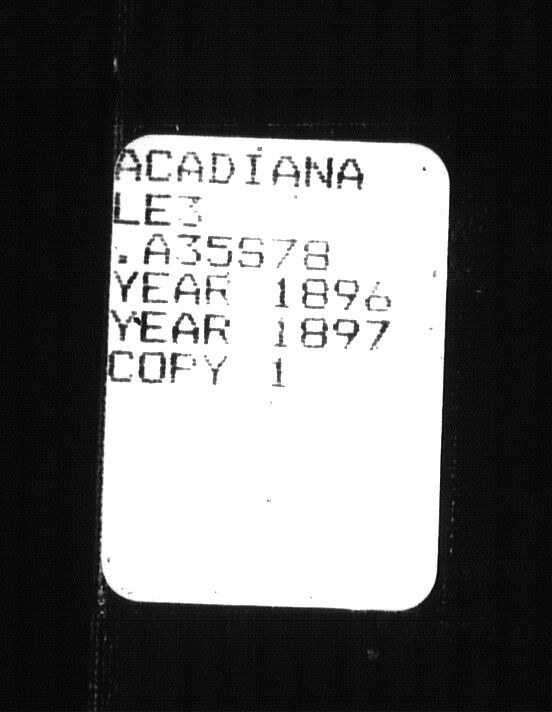 ACADIANA
LE3
.A35S78
YEAR 1896
YEAR 1897
COPY 1